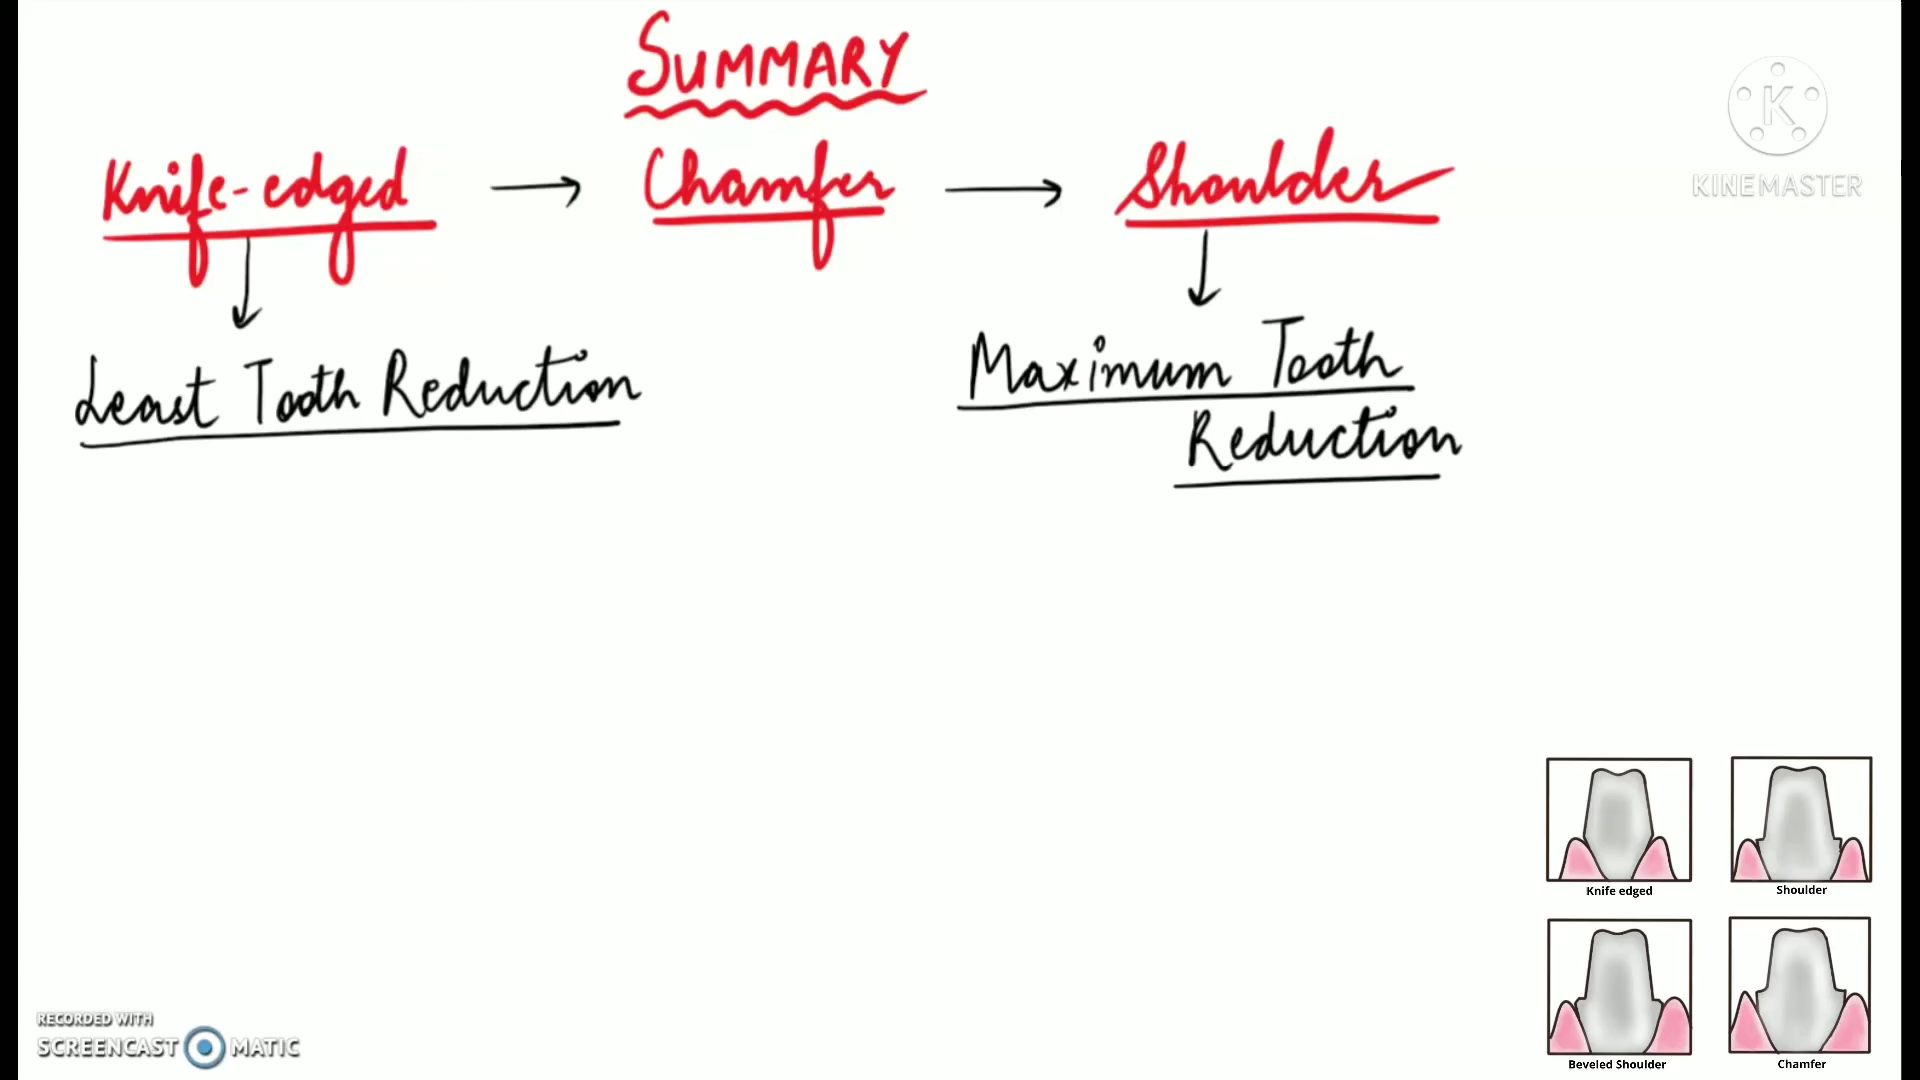 SUMMARY
Knife-edged → Chamfer → Shoulder
Least Tooth Reduction
Maximum Tooth
Reduction
K
KINEMASTER
Knife edged
Shoulder
Beveled Shoulder
Chamfer
RECORDED WITH
SCREENCAST MATIC